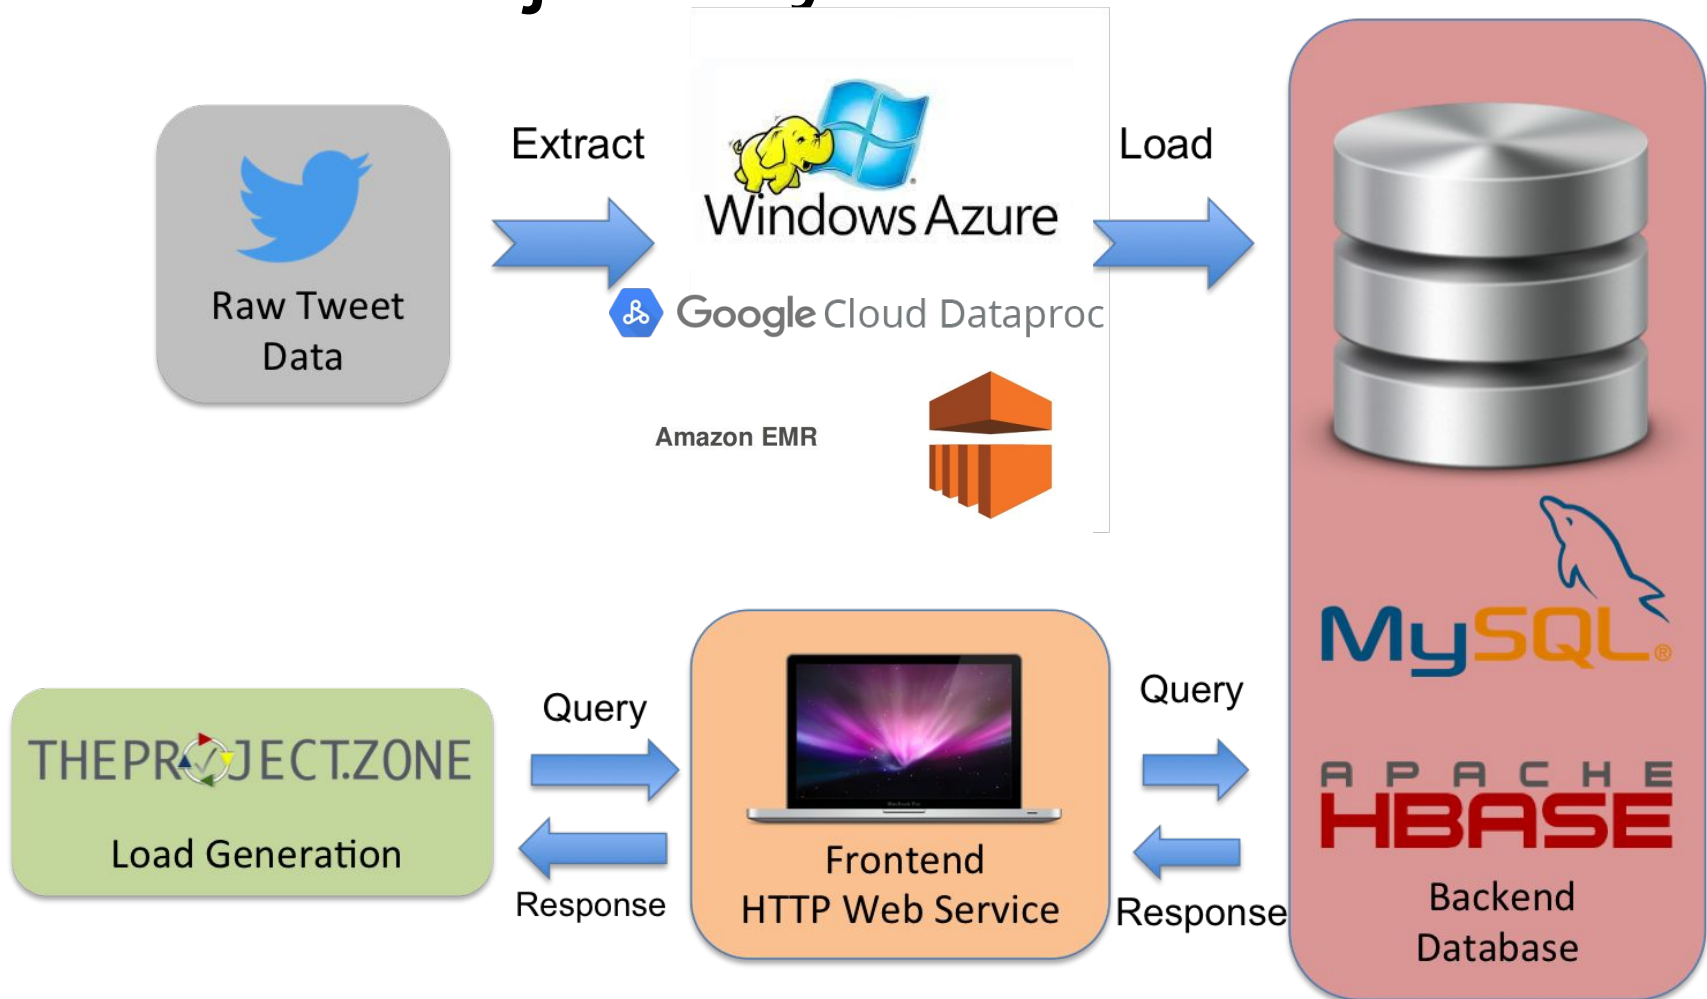 Extract
Load
Windows Azure
Raw Tweet
Data
Google Cloud Dataproc
Amazon EMR
MySQL®
Query
Query
THEPROJECT.ZONE
APACHE
HBASE
Load Generation
Frontend
HTTP Web Service
Response
Response
Backend
Database